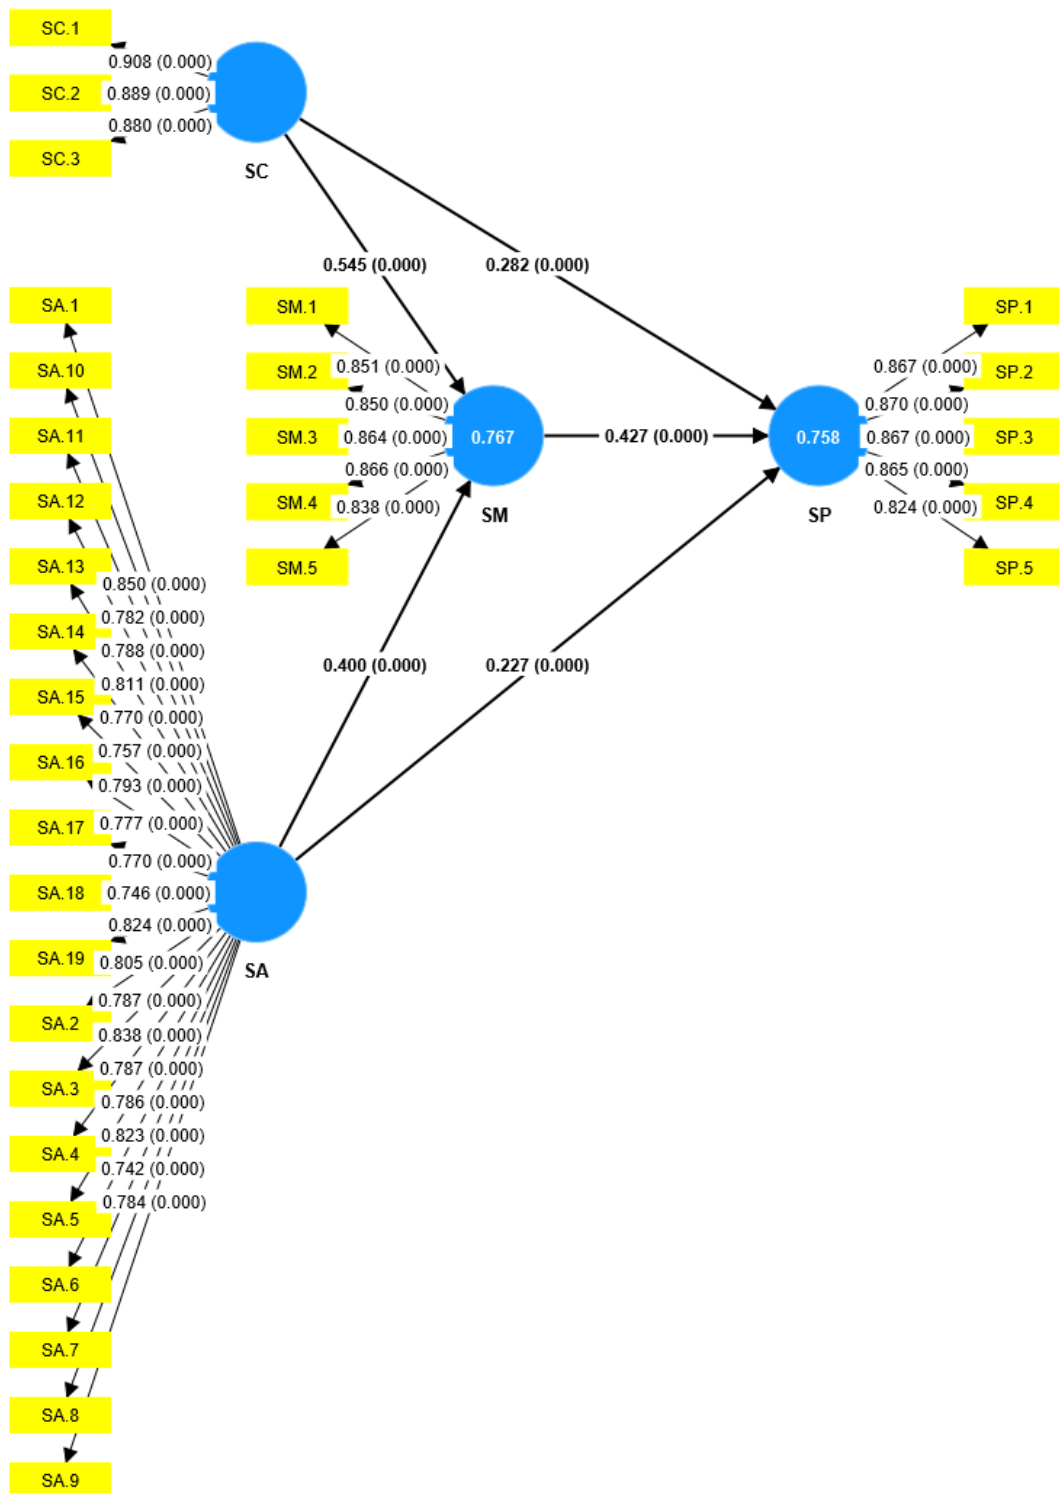 SC.1
0.908 (0.000)
SC.2
0.889 (0.000)
0.880 (0.000)
SC.3
SC
0.545 (0.000)
0.282 (0.000)
SM.1
0.851 (0.000)
SM.2
0.850 (0.000)
SM.3
0.864 (0.000)
0.767
0.866 (0.000)
SM.4
0.838 (0.000)
SM
SM.5
0.427 (0.000)
SP.1
0.867 (0.000)
SP.2
0.870 (0.000)
0.758
0.867 (0.000)
SP.3
0.865 (0.000)
SP.4
0.824 (0.000)
SP
SP.5
0.400 (0.000)
0.227 (0.000)
SA.1
SA.10
SA.11
SA.12
SA.13
SA.14
SA.15
SA.16
SA.17
SA.18
SA.19
SA.2
SA.3
SA.4
SA.5
SA.6
SA.7
SA.8
SA.9
0.850 (0.000)
0.782 (0.000)
0.788 (0.000)
0.811 (0.000)
0.770 (0.000)
0.757 (0.000)
0.793 (0.000)
0.777 (0.000)
0.770 (0.000)
0.746 (0.000)
0.824 (0.000)
0.805 (0.000)
0.787 (0.000)
0.838 (0.000)
0.787 (0.000)
0.786 (0.000)
0.823 (0.000)
0.742 (0.000)
0.784 (0.000)
SA